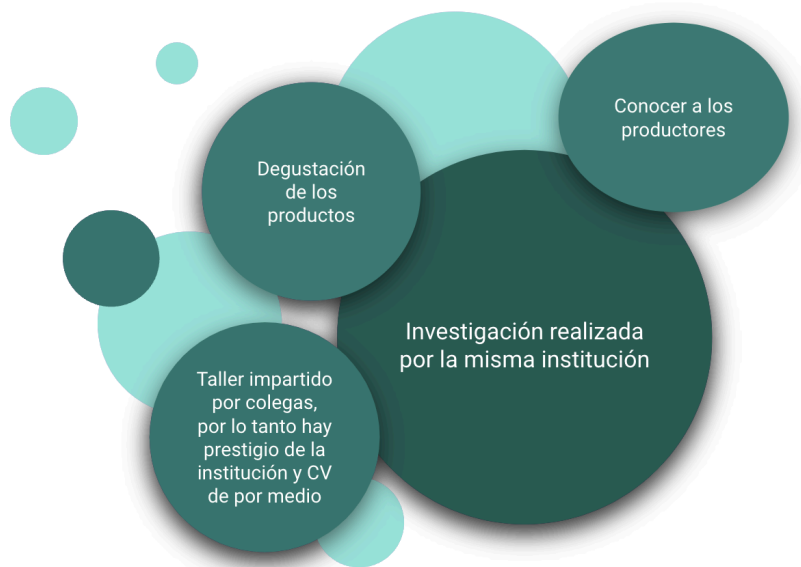 Conocer a los
productores
Degustación
de los
productos
Investigación realizada
por la misma institución
Taller impartido
por colegas,
por lo tanto hay
prestigio de la
institución y CV
de por medio